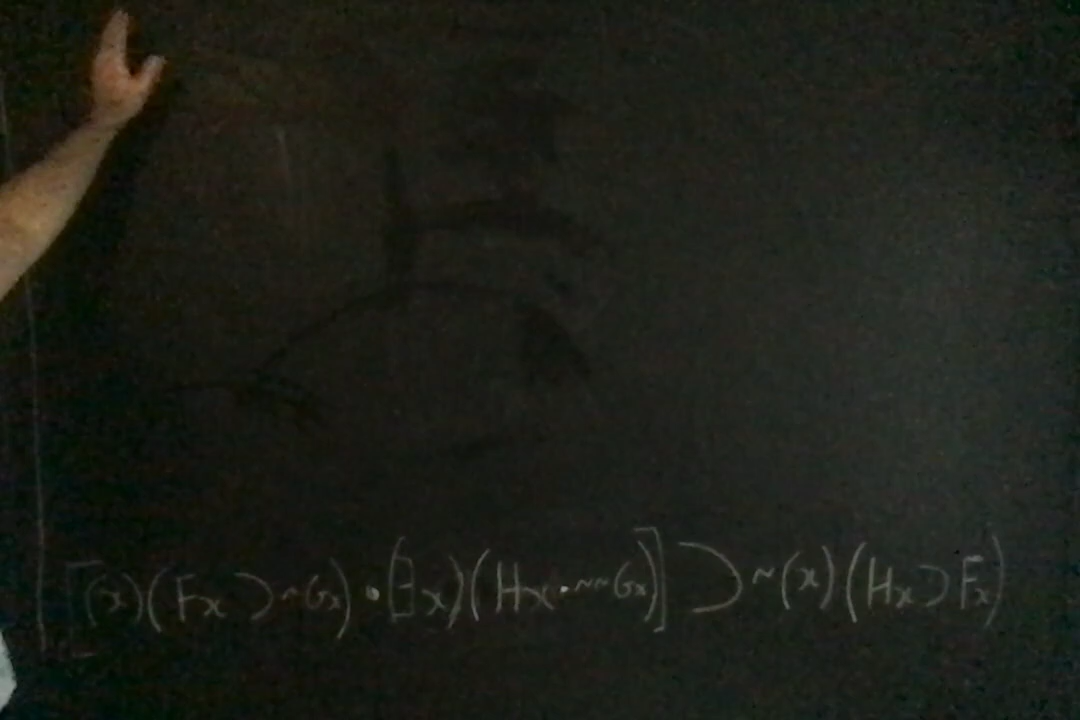 [(x)(Fx ⊃ ~Gx) • (∃x)(Hx • ~~Gx)] ⊃ ~(x)(Hx ⊃ Fx)